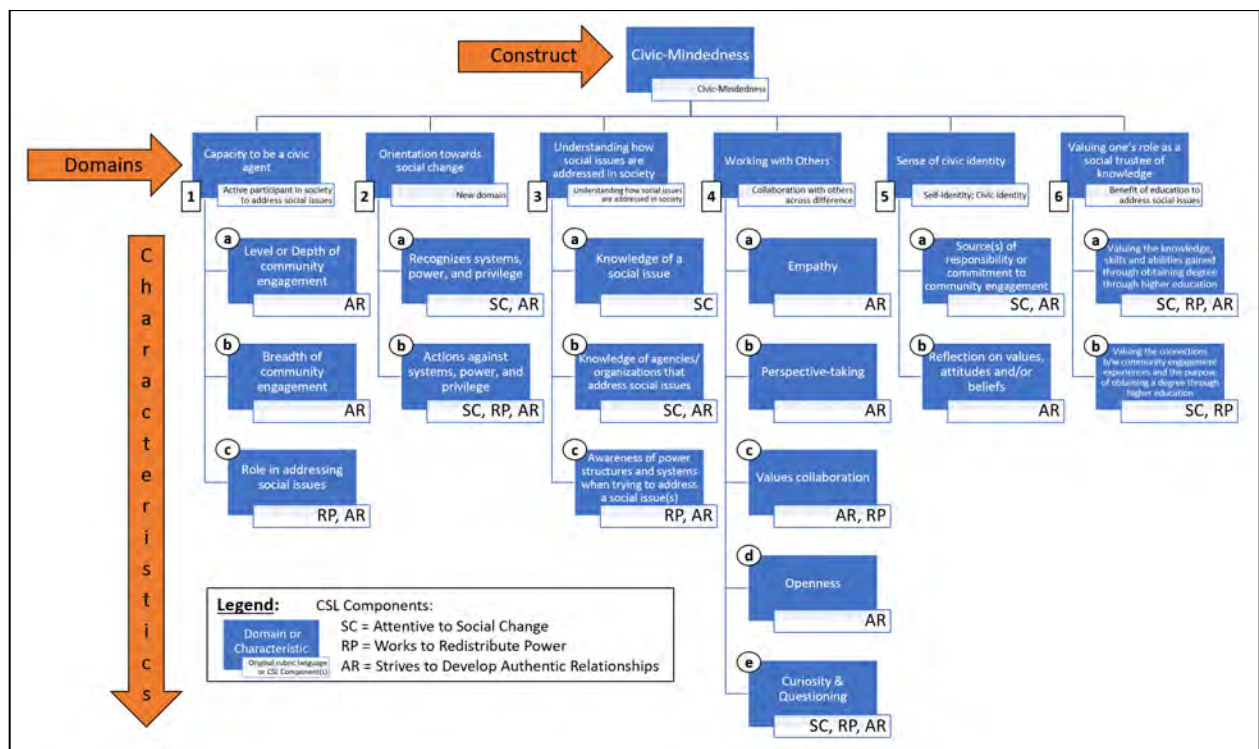 Construct
Civic-Mindedness
Civic-Mindedness
Domains
Capacity to be a civic
agent
1
Active participant in society
to address social issues
Orientation towards
social change
2
New domain
Understanding how
social issues are
addressed in society
3
Understanding how social issues
are addressed in society
Working with Others
4
Collaboration with others
across difference
Sense of civic identity
5
Self-Identity; Civic identity
Valuing one's role as a
social trustee of
knowledge
6
Benefit of education to
address social issues
Characteristics
a
Level or Depth of
community
engagement
AR
b
Breadth of
community
engagement
AR
c
Role in addressing
social issues
RP, AR
a
Recognizes systems,
power, and privilege
SC, AR
b
Actions against
systems, power, and
privilege
SC, RP, AR
a
Knowledge of a
social issue
SC
b
Knowledge of agencies/
organizations that
address social issues
SC, AR
c
Awareness of power
structures and systems
when trying to address
a social issue(s)
RP, AR
a
Empathy
AR
b
Perspective-taking
AR
c
Values collaboration
AR, RP
d
Openness
AR
e
Curiosity &
Questioning
SC, RP, AR
a
Source(s) of
responsibility or
commitment to
community engagement
SC, AR
b
Reflection on values,
attitudes and/or
beliefs
AR
a
Valuing the knowledge,
skills and abilities gained
through obtaining degree
through higher education
SC, RP, AR
b
Valuing the connections
b/w community engagement
experiences and the purpose
of obtaining a degree through
higher education
SC, RP
Legend:
CSL Components:
Domain or
Characteristic
Original rubric language
or CSL Component(s)
SC = Attentive to Social Change
RP = Works to Redistribute Power
AR = Strives to Develop Authentic Relationships